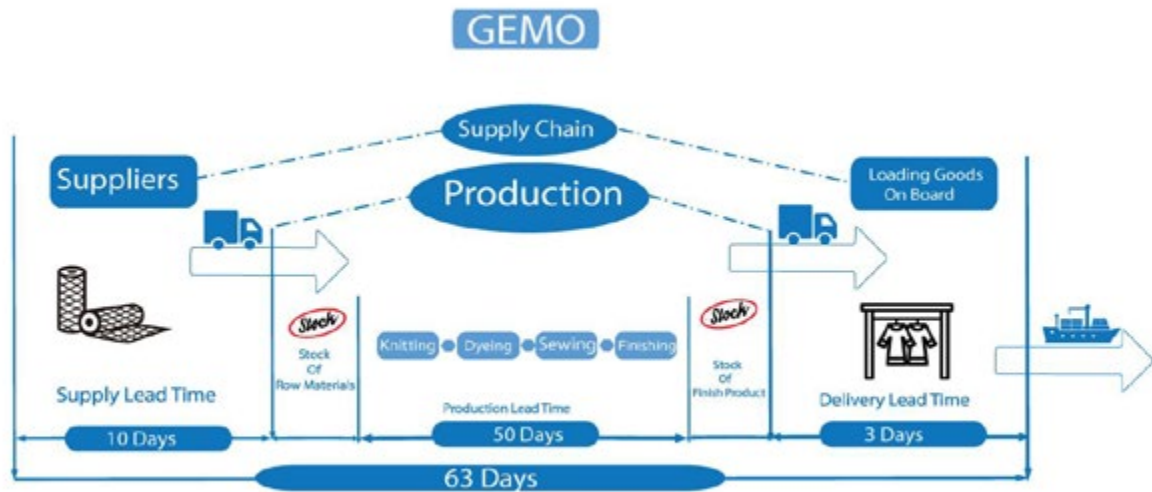 GEMO
Supply Chain
Suppliers
Production
Loading Goods
On Board
Stock
Stock
Of
Row Materials
Knitting
Dyeing
Sewing
Finishing
Stock
Stock
Of
Finish Product
Supply Lead Time
Production Lead Time
Delivery Lead Time
10 Days
50 Days
3 Days
63 Days